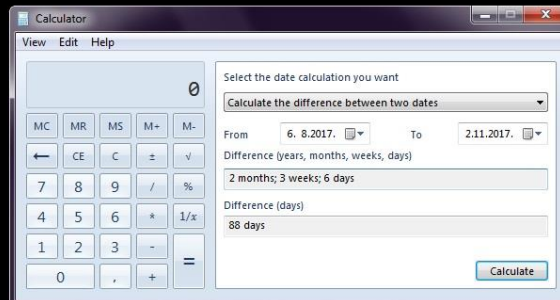 Calculator
View Edit Help
0
MC MR MS M+ M-
← CE C ± √
7 8 9 / %
4 5 6 * 1/x
1 2 3 - =
0 , +
Select the date calculation you want
Calculate the difference between two dates
From 6. 8.2017. To 2.11.2017.
Difference (years, months, weeks, days)
2 months; 3 weeks; 6 days
Difference (days)
88 days
Calculate